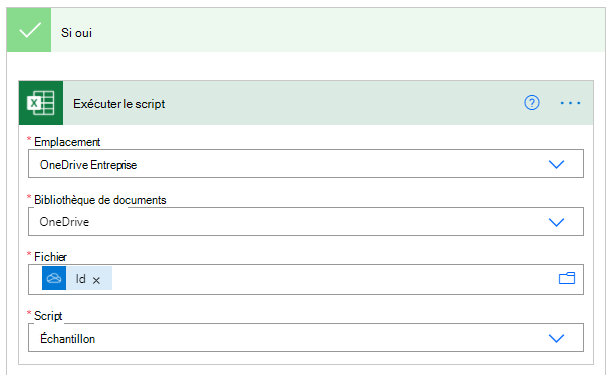 Si oui
Exécuter le script
* Emplacement
OneDrive Entreprise
* Bibliothèque de documents
OneDrive
* Fichier
Id ×
* Script
Échantillon